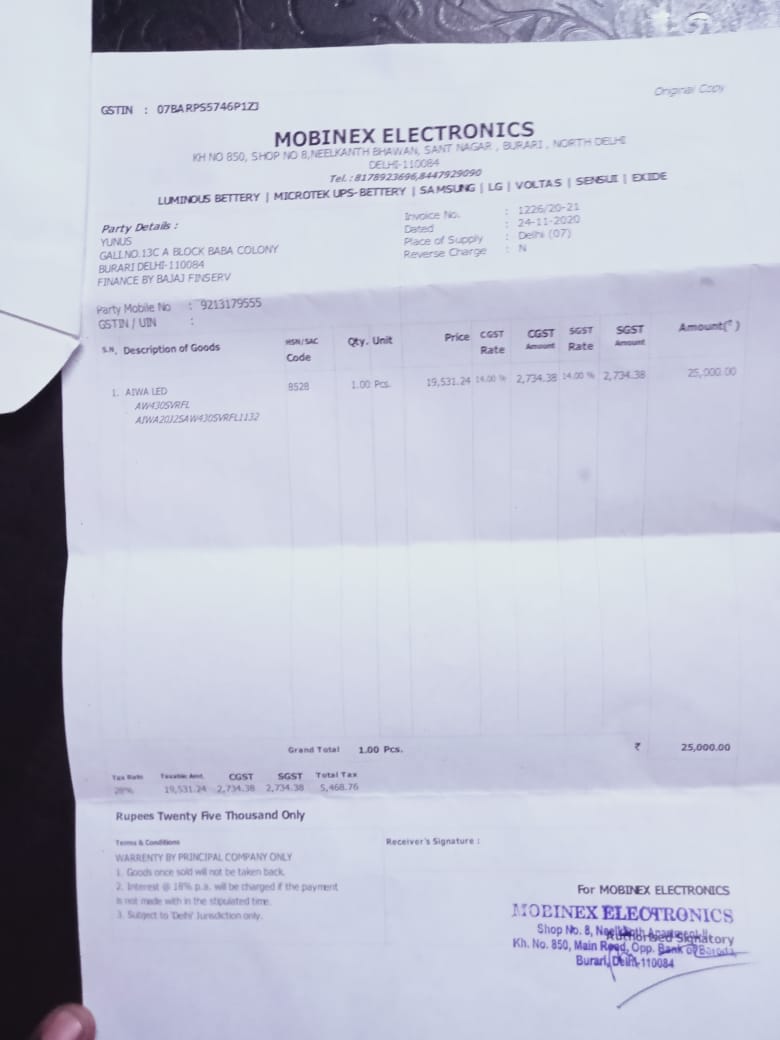 Original Copy
GSTIN : 07BARPS5746P1Z3
MOBINEX ELECTRONICS
KH NO 850, SHOP NO 8,NEELKANTH BHAWAN, SANT NAGAR , BURARI , NORTH DELHI
DELHI-110084
Tel. : 8178923696,8447929090
LUMINOUS BETTERY | MICROTEK UPS-BETTERY | SAMSUNG | LG | VOLTAS | SENSUI | EXIDE
Party Details :
YUNUS
GALI.NO.13C A BLOCK BABA COLONY
BURARI DELHI-110084
FINANCE BY BAJAJ FINSERV
Invoice No. : 1226/20-21
Dated : 24-11-2020
Place of Supply : Delhi (07)
Reverse Charge : N
Party Mobile No : 9213179555
GSTIN / UIN :
S.N. Description of Goods HSN/SAC Code Qty. Unit Price CGST Rate CGST Amount SGST Rate SGST Amount Amount(₹)
1. AIWA LED 8528 1.00 Pcs. 19,531.24 14.00 % 2,734.38 14.00 % 2,734.38 25,000.00
AW430SVRFL
AIWA20J2SAW430SVRFL1132
Grand Total 1.00 Pcs. ₹ 25,000.00
Tax Rate Taxable Amt. CGST SGST Total Tax
28% 19,531.24 2,734.38 2,734.38 5,468.76
Rupees Twenty Five Thousand Only
Terms & Conditions
WARRENTY BY PRINCIPAL COMPANY ONLY
1. Goods once sold will not be taken back.
2. Interest @ 18% p.a. will be charged if the payment
is not made with in the stipulated time.
3. Subject to 'Delhi' Jurisdiction only.
Receiver's Signature :
For MOBINEX ELECTRONICS
MOBINEX ELECTRONICS
Shop No. 8, Neelkanth
Authorised Signatory
Kh. No. 850, Main Road, Opp. Bank of Baroda
Burari, Delhi-110084